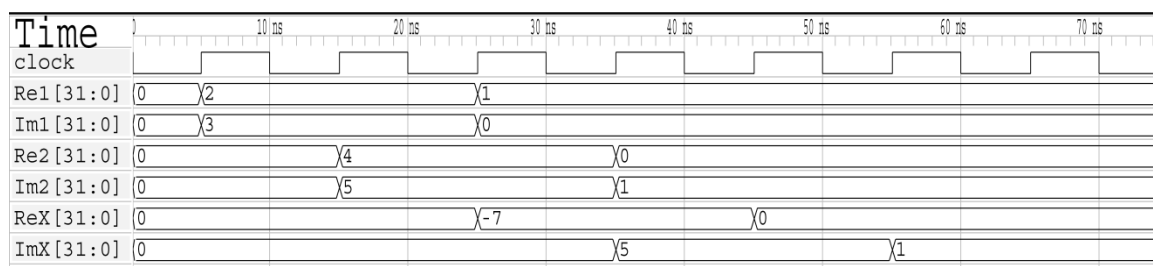 Time 0 10 ns 20 ns 30 ns 40 ns 50 ns 60 ns 70 ns
clock
Re1[31:0] 0 2 1
Im1[31:0] 0 3 0
Re2[31:0] 0 4 0
Im2[31:0] 0 5 1
ReX[31:0] 0 -7 0
ImX[31:0] 0 5 1